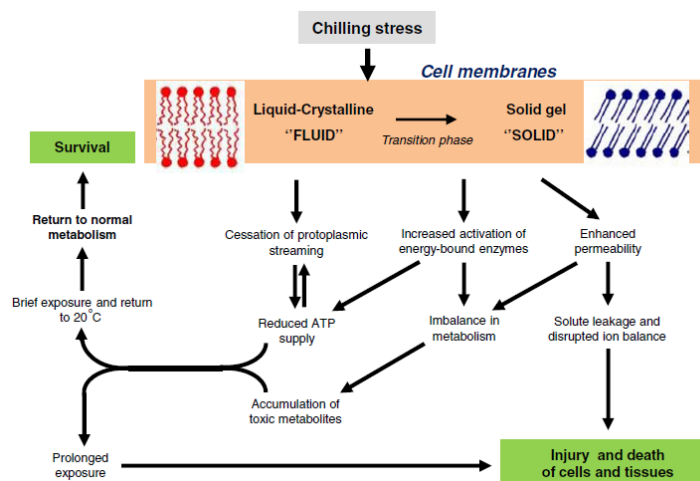 Chilling stress
Cell membranes
Liquid-Crystalline
‘‘FLUID’’
Transition phase
Solid gel
‘‘SOLID’’
Survival
Return to normal
metabolism
Cessation of protoplasmic
streaming
Increased activation of
energy-bound enzymes
Enhanced
permeability
Brief exposure and return
to 20°C
Reduced ATP
supply
Imbalance in
metabolism
Solute leakage and
disrupted ion balance
Accumulation of
toxic metabolites
Prolonged
exposure
Injury and death
of cells and tissues